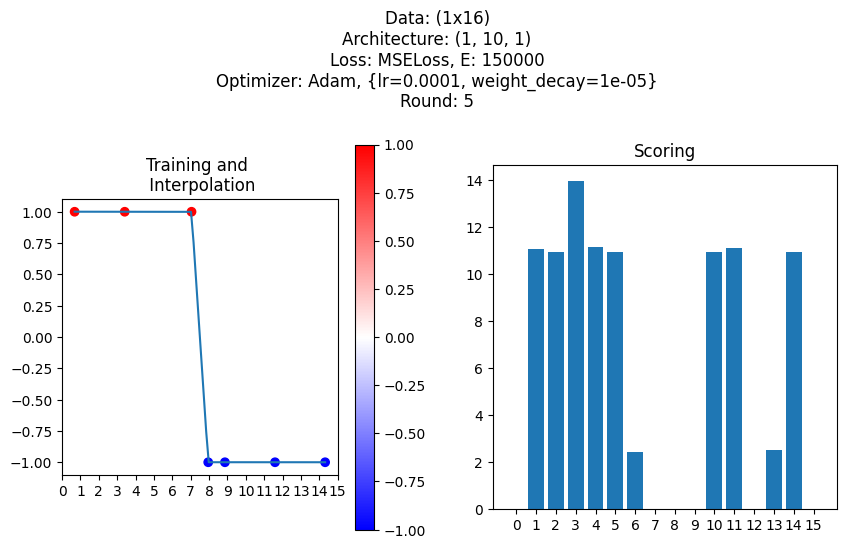 Data: (1x16)
Architecture: (1, 10, 1)
Loss: MSELoss, E: 150000
Optimizer: Adam, {lr=0.0001, weight_decay=1e-05}
Round: 5
Training and
Interpolation
1.00
0.75
0.50
0.25
0.00
−0.25
−0.50
−0.75
−1.00
0 1 2 3 4 5 6 7 8 9 10 11 12 13 14 15
1.00
0.75
0.50
0.25
0.00
−0.25
−0.50
−0.75
−1.00
Scoring
14
12
10
8
6
4
2
0
0 1 2 3 4 5 6 7 8 9 10 11 12 13 14 15